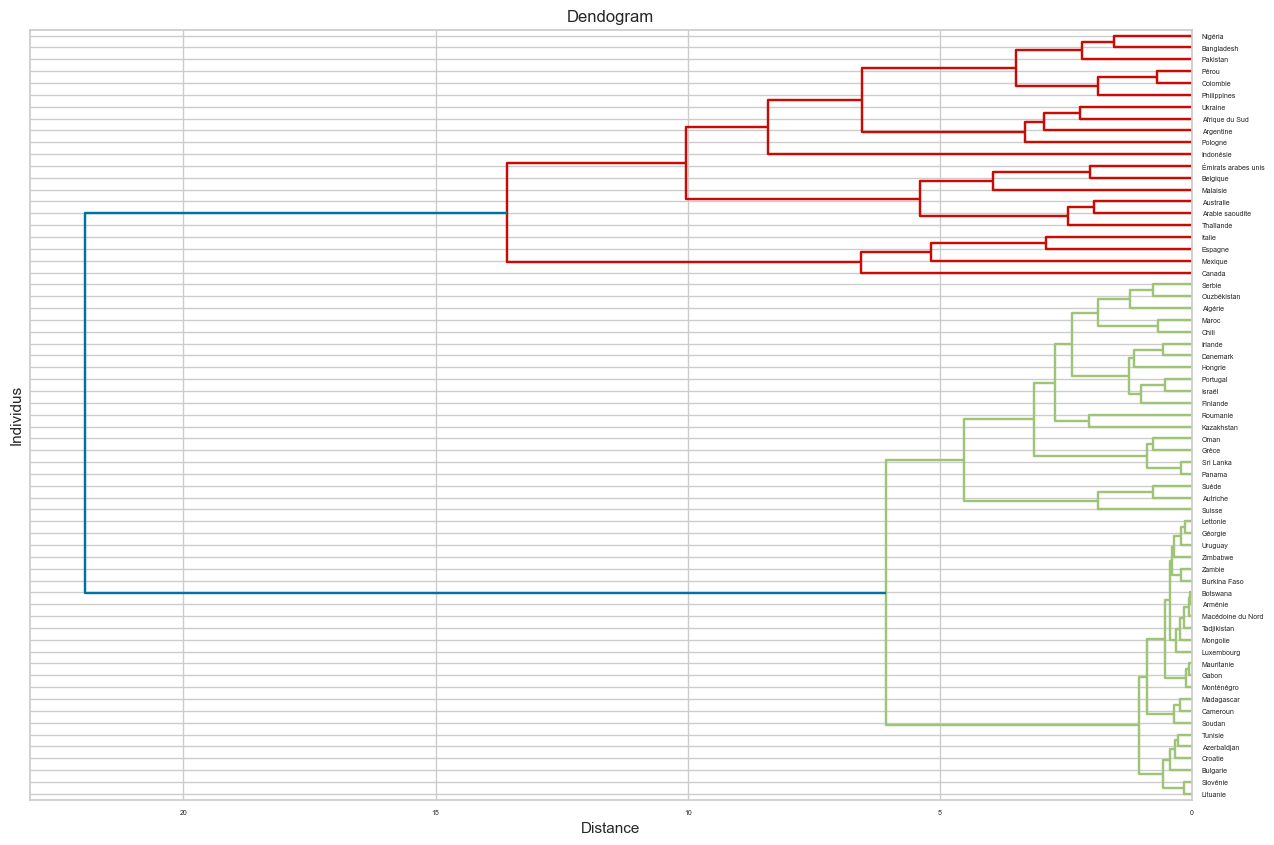 Dendogram
Individus
Nigéria
Bangladesh
Pakistan
Pérou
Colombie
Philippines
Ukraine
Afrique du Sud
Argentine
Pologne
Indonésie
Émirats arabes unis
Belgique
Malaisie
Australie
Arabie saoudite
Thaïlande
Italie
Espagne
Mexique
Canada
Serbie
Ouzbékistan
Algérie
Maroc
Chili
Irlande
Danemark
Hongrie
Portugal
Israël
Finlande
Roumanie
Kazakhstan
Oman
Grèce
Sri Lanka
Panama
Suède
Autriche
Suisse
Lettonie
Géorgie
Uruguay
Zimbabwe
Zambie
Burkina Faso
Botswana
Arménie
Macédoine du Nord
Tadjikistan
Mongolie
Luxembourg
Mauritanie
Gabon
Monténégro
Madagascar
Cameroun
Soudan
Tunisie
Azerbaïdjan
Croatie
Bulgarie
Slovénie
Lituanie
20 15 10 5 0
Distance